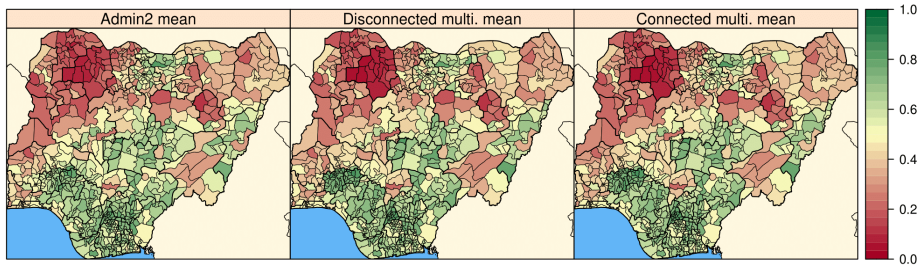 Admin2 mean
Disconnected multi. mean
Connected multi. mean
1.0
0.8
0.6
0.4
0.2
0.0